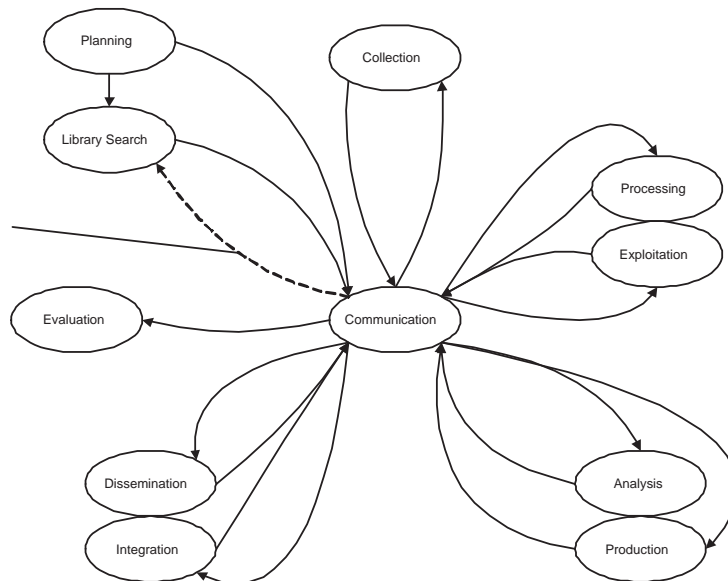 Planning
Collection
Library Search
Processing
Exploitation
Evaluation
Communication
Dissemination
Analysis
Integration
Production